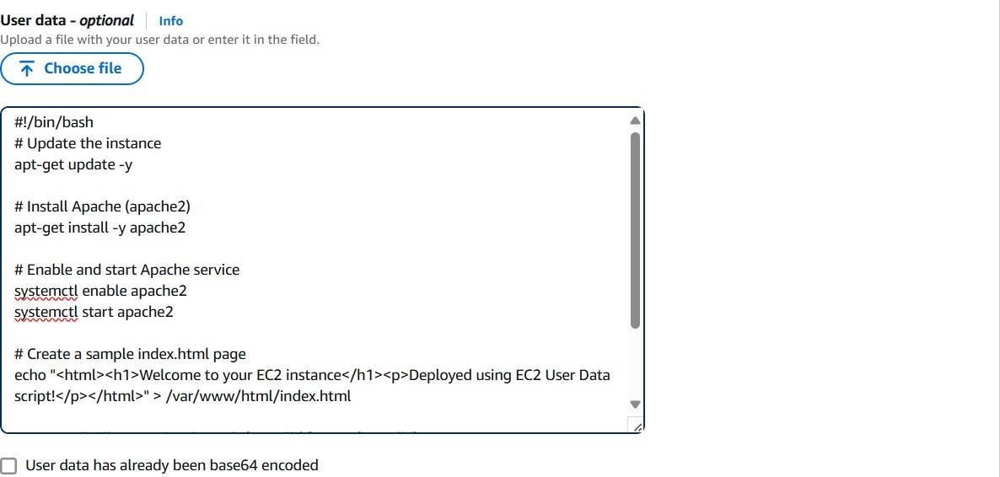 User data - optional Info
Upload a file with your user data or enter it in the field.
Choose file
#!/bin/bash
# Update the instance
apt-get update -y
# Install Apache (apache2)
apt-get install -y apache2
# Enable and start Apache service
systemctl enable apache2
systemctl start apache2
# Create a sample index.html page
echo "<html><h1>Welcome to your EC2 instance</h1><p>Deployed using EC2 User Data
script!</p></html>" > /var/www/html/index.html
User data has already been base64 encoded